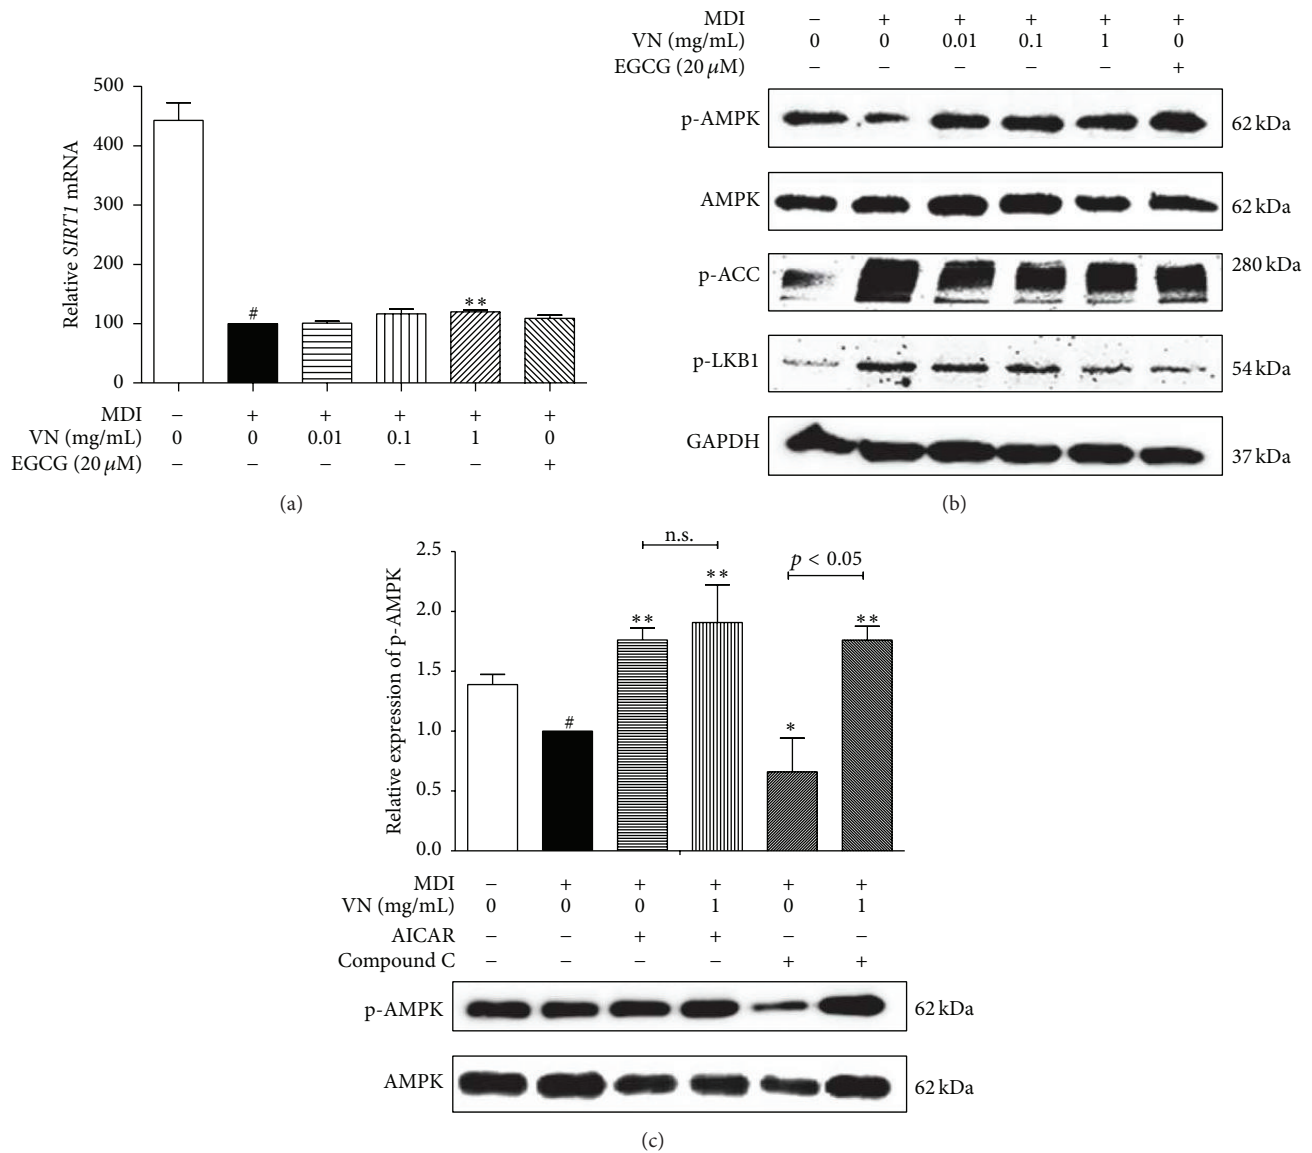 MDI − + + + + +
VN (mg/mL) 0 0 0.01 0.1 1 0
EGCG (20 μM) − − − − − +
500
400
300
200
100
0
Relative SIRT1 mRNA
#
**
MDI − + + + + +
VN (mg/mL) 0 0 0.01 0.1 1 0
EGCG (20 μM) − − − − − +
(a)
p-AMPK 62 kDa
AMPK 62 kDa
p-ACC 280 kDa
p-LKB1 54 kDa
GAPDH 37 kDa
(b)
2.5
2.0
1.5
1.0
0.5
0.0
Relative expression of p-AMPK
n.s.
p < 0.05
#
**
**
*
**
MDI − + + + + +
VN (mg/mL) 0 0 0 1 0 1
AICAR − − + + − −
Compound C − − − − + +
p-AMPK 62 kDa
AMPK 62 kDa
(c)